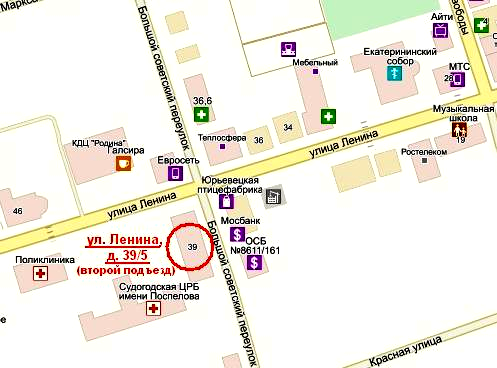 Марксa
Большой советский переулок
Айти
свободы
Екатерининский
собор
МТС
28
Мебельный
36,6
Музыкальная
школа
19
Теплосфера
36
34
улица Ленина
Ростелеком
КДЦ "Родина"
Галсира
Евросеть
Юрьевецкая
птицефабрика
46
улица Ленина
Мосбанк
ул. Ленина,
д. 39/5
(второй подъезд)
39
ОСБ
№8611/161
Поликлиника
Большой советский переулок
Судогодская ЦРБ
имени Поспелова
Красная улица